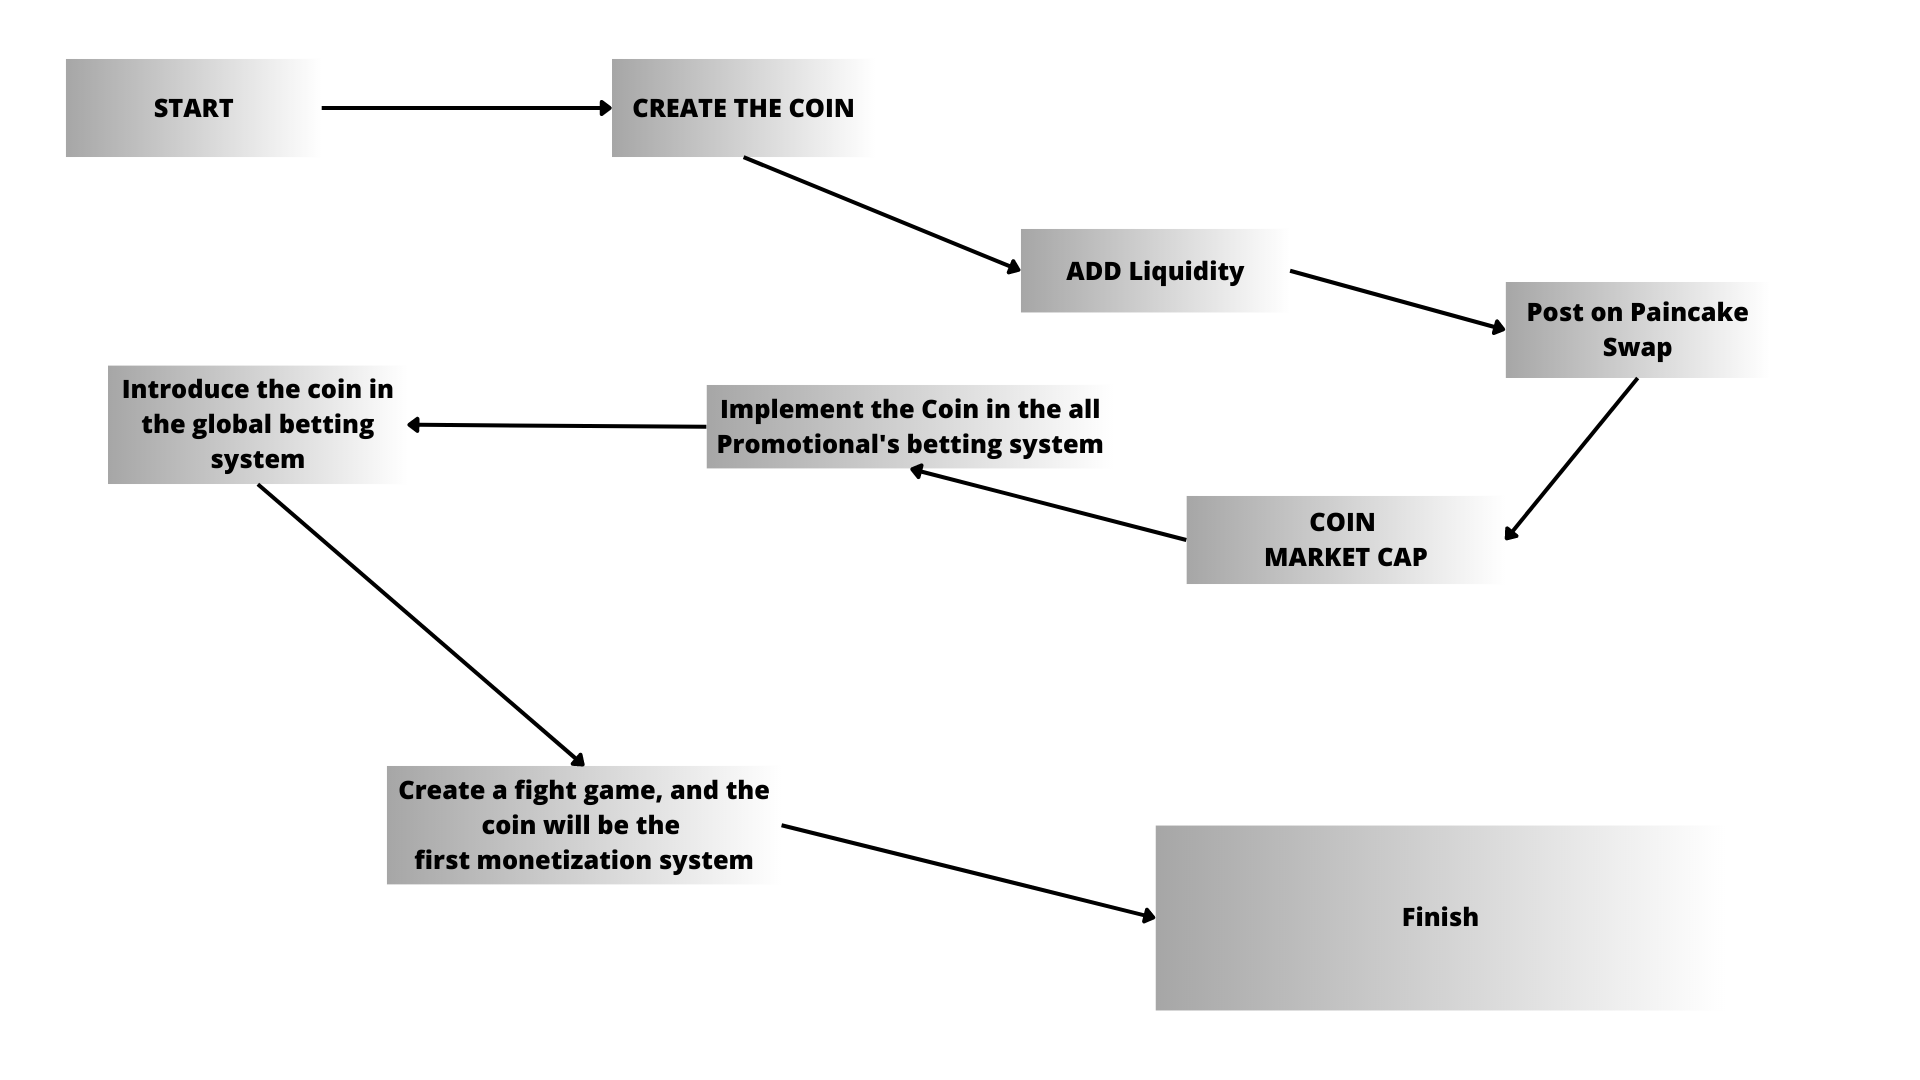 START
CREATE THE COIN
ADD Liquidity
Post on Paincake
Swap
COIN
MARKET CAP
Implement the Coin in the all
Promotional's betting system
Introduce the coin in
the global betting
system
Create a fight game, and the
coin will be the
first monetization system
Finish